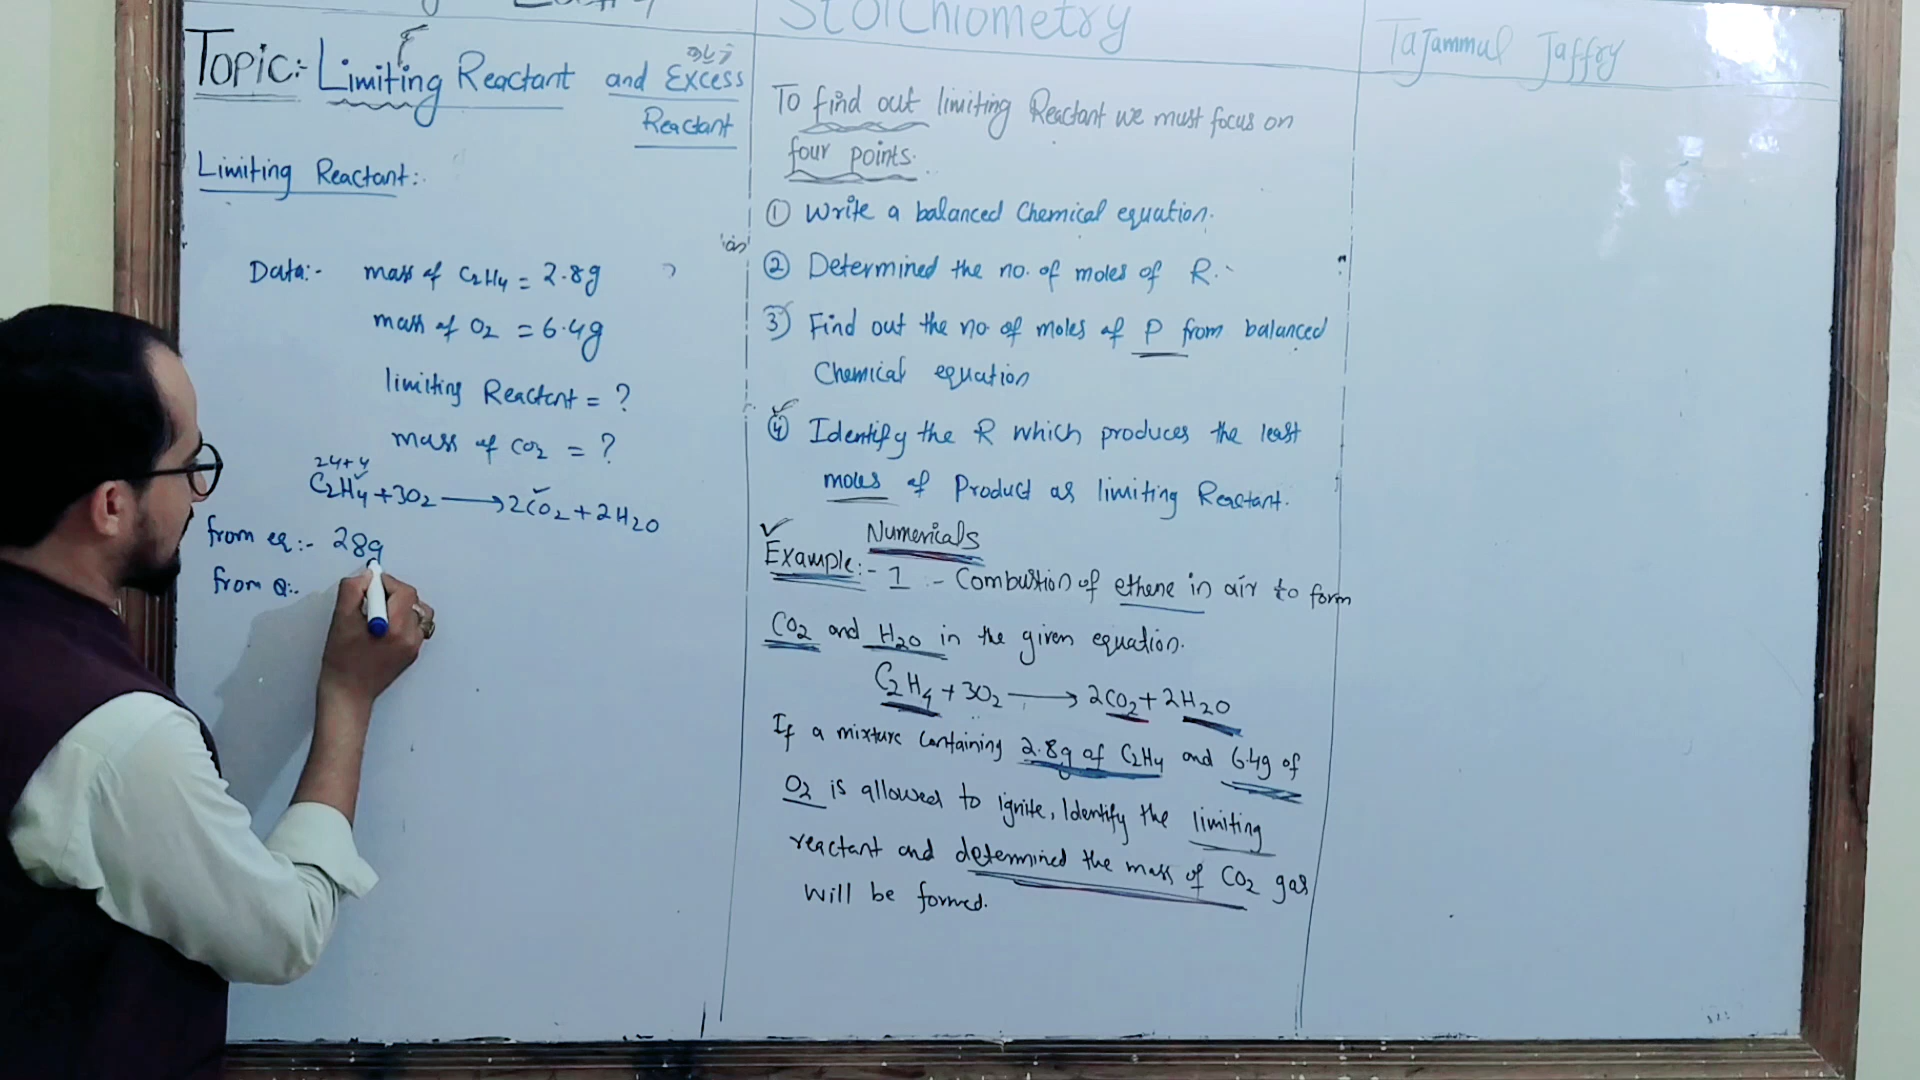 Stoichiometry
Tajammul Jaffry
Topic:- Limiting Reactant and Excess
Reactant
Limiting Reactant:-
Data:- mass of C2H4 = 2.8g
mass of O2 = 6.4g
limiting Reactant = ?
mass of CO2 = ?
24+4
C2H4 + 3O2 → 2CO2 + 2H2O
from eq:- 28g
from Q:-
To find out limiting Reactant we must focus on
four points.
① Write a balanced Chemical equation.
② Determined the no. of moles of R.-
③ Find out the no. of moles of P from balanced
Chemical equation
④ Identify the R which produces the least
moles of Product as limiting Reactant.
Numericals
Example:- 1 :- Combustion of ethene in air to form
CO2 and H2O in the given equation.
C2H4 + 3O2 → 2CO2 + 2H2O
If a mixture containing 2.8g of C2H4 and 6.4g of
O2 is allowed to ignite, Identify the limiting
reactant and determined the mass of CO2 gas
will be formed.